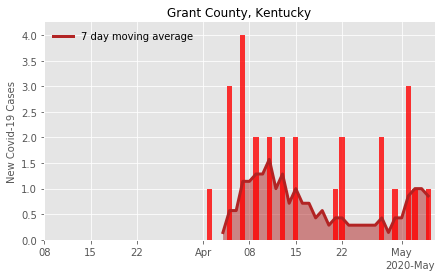 Grant County, Kentucky
7 day moving average
New Covid-19 Cases
4.0
3.5
3.0
2.5
2.0
1.5
1.0
0.5
0.0
08 15 22 Apr 08 15 22 May
2020-May